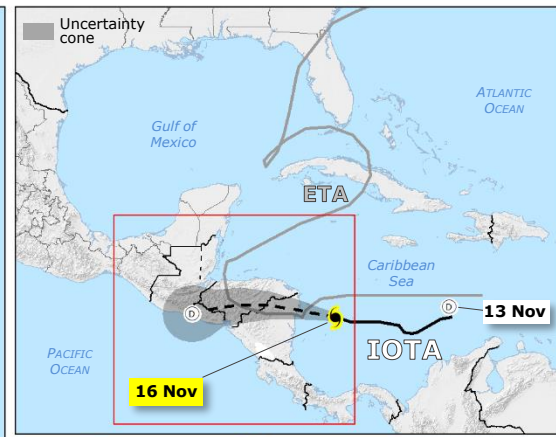 Uncertainty
cone
ATLANTIC
OCEAN
Gulf of
Mexico
ETA
Caribbean
Sea
D
13 Nov
D
IOTA
PACIFIC
OCEAN
16 Nov